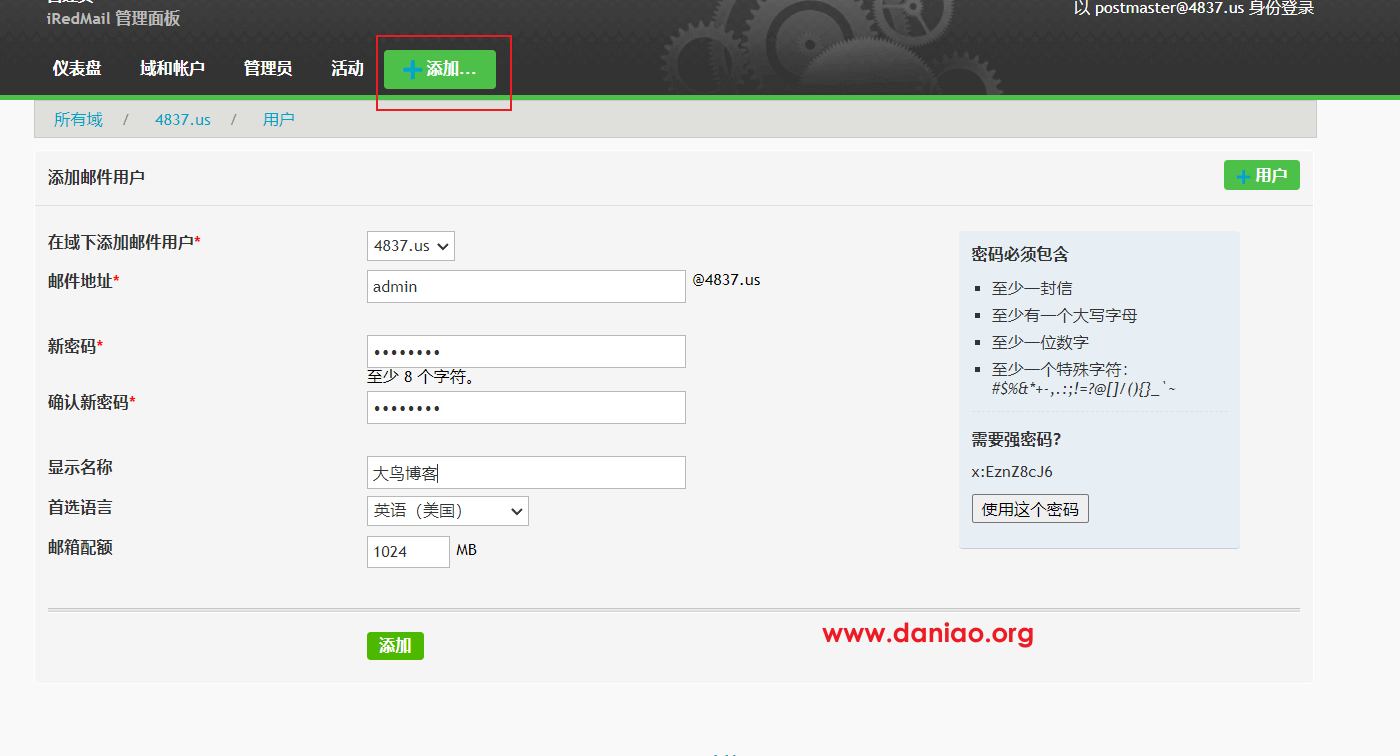 管理员
iRedMail 管理面板
以 postmaster@4837.us 身份登录
仪表盘 域和帐户 管理员 活动 添加...
所有域 / 4837.us / 用户
添加邮件用户
用户
在域下添加邮件用户*
4837.us
邮件地址*
admin
@4837.us
新密码*
••••••••
至少 8 个字符。
确认新密码*
••••••••
显示名称
大鸟博客
首选语言
英语（美国）
邮箱配额
1024
MB
密码必须包含
至少一封信
至少有一个大写字母
至少一位数字
至少一个特殊字符：
#$%&*+-,.:;!=?@[]/(){}_`~
需要强密码？
x:EznZ8cJ6
使用这个密码
添加
www.daniao.org